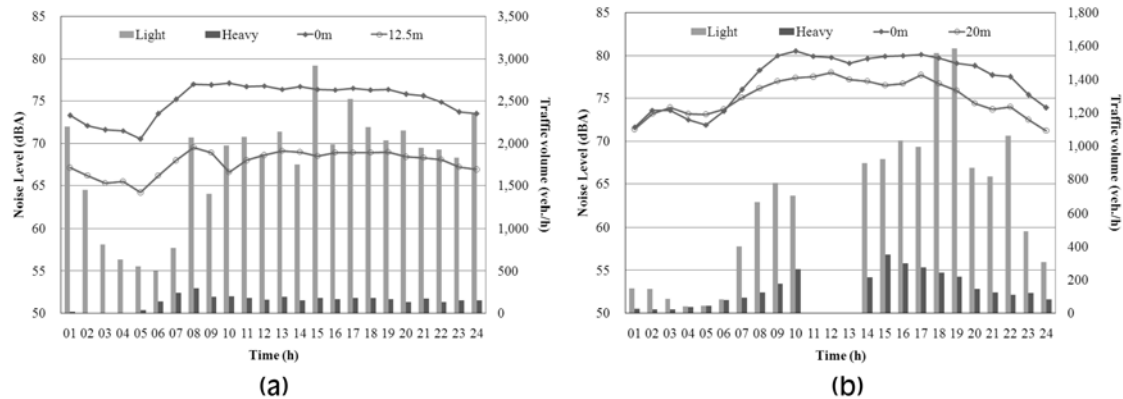 85 3,500
Light Heavy 0m 12.5m
80 3,000
75 2,500
70 2,000
65 1,500
60 1,000
55 500
50 0
Noise Level (dBA)
Traffic volume (veh./h)
01 02 03 04 05 06 07 08 09 10 11 12 13 14 15 16 17 18 19 20 21 22 23 24
Time (h)
(a)
85 1,800
Light Heavy 0m 20m
1,600
80
1,400
75
1,200
70
1,000
65 800
60 600
400
55
200
50 0
Noise Level (dBA)
Traffic volume (veh./h)
01 02 03 04 05 06 07 08 09 10 11 12 13 14 15 16 17 18 19 20 21 22 23 24
Time (h)
(b)